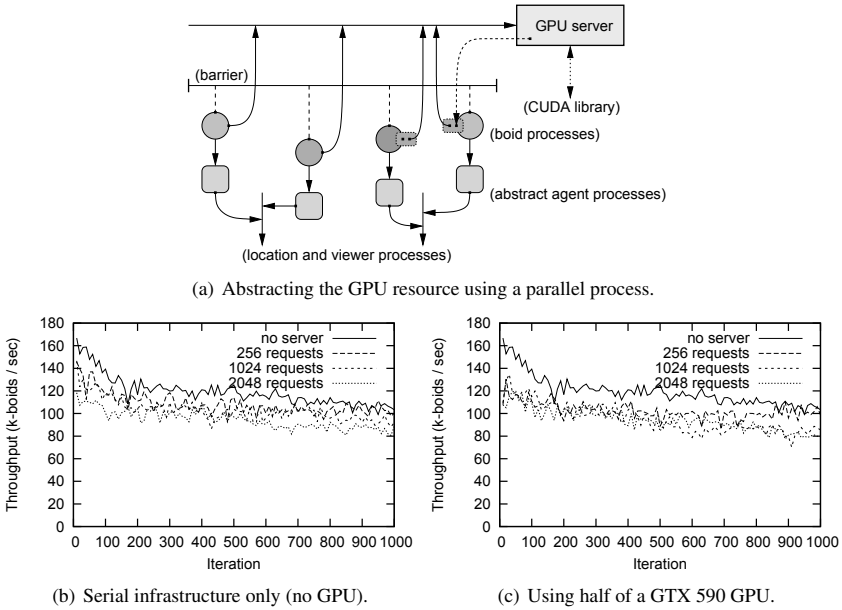 GPU server
(barrier)
(CUDA library)
(boid processes)
(abstract agent processes)
(location and viewer processes)
(a) Abstracting the GPU resource using a parallel process.
Throughput (k-boids / sec)
180
160
140
120
100
80
60
40
20
0
no server
256 requests
1024 requests
2048 requests
0 100 200 300 400 500 600 700 800 900 1000
Iteration
(b) Serial infrastructure only (no GPU).
Throughput (k-boids / sec)
180
160
140
120
100
80
60
40
20
0
no server
256 requests
1024 requests
2048 requests
0 100 200 300 400 500 600 700 800 900 1000
Iteration
(c) Using half of a GTX 590 GPU.